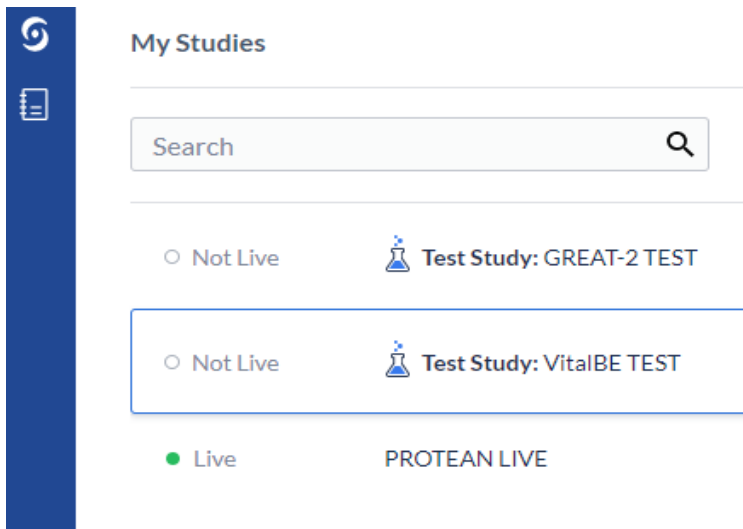 My Studies
Search
Not Live Test Study: GREAT-2 TEST
Not Live Test Study: VitalBE TEST
Live PROTEAN LIVE